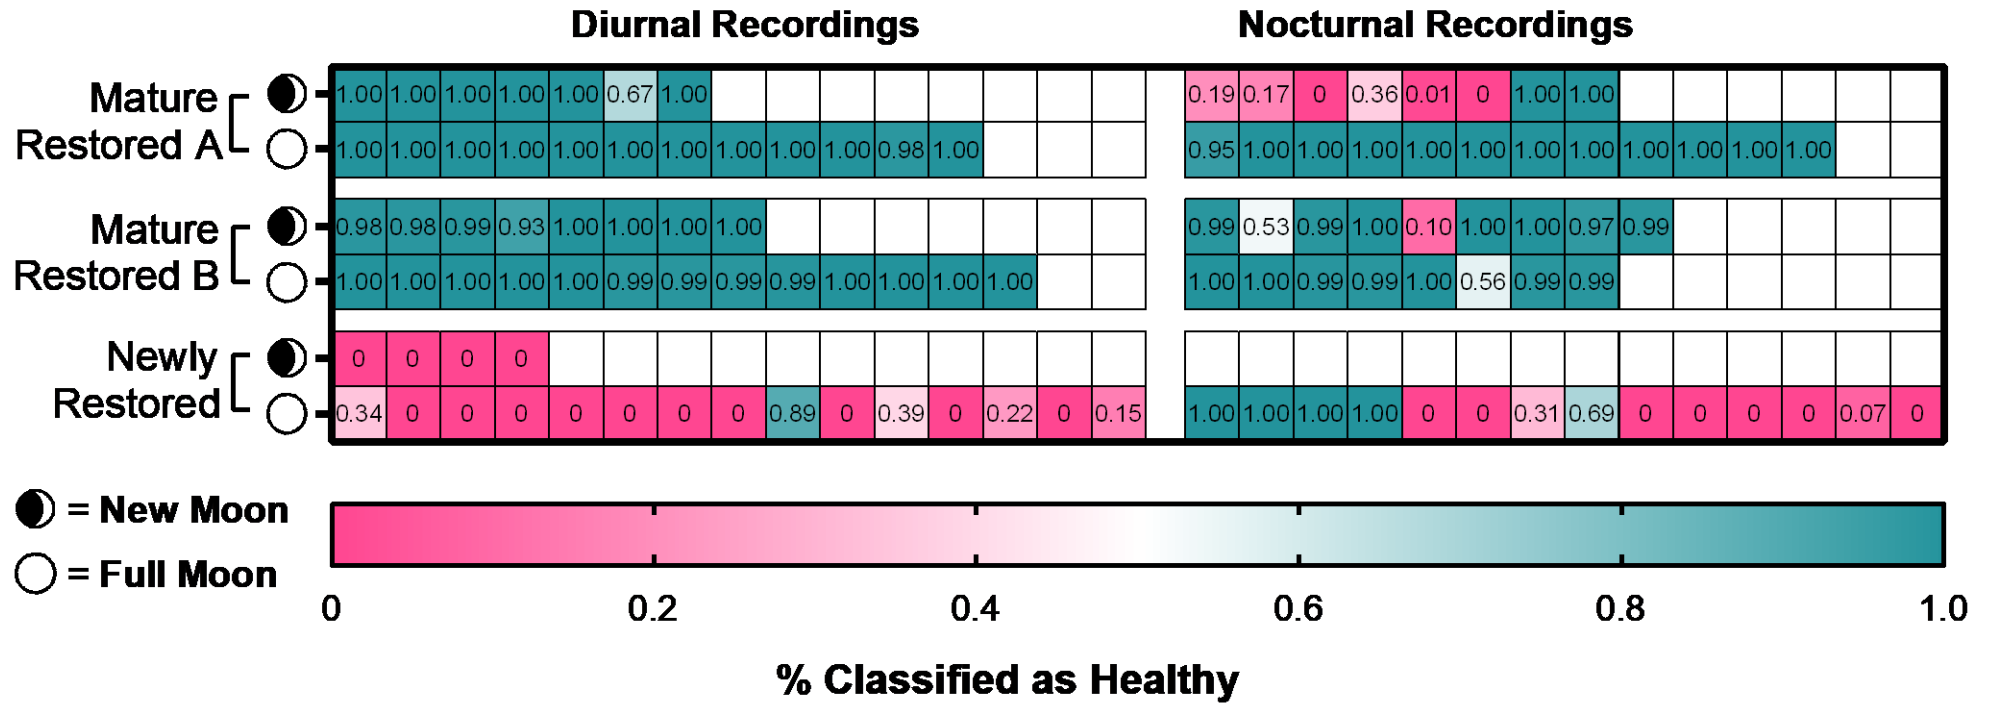 Diurnal Recordings Nocturnal Recordings
Mature
Restored A
1.00 1.00 1.00 1.00 1.00 0.67 1.00 0.19 0.17 0 0.36 0.01 0 1.00 1.00
1.00 1.00 1.00 1.00 1.00 1.00 1.00 1.00 1.00 1.00 0.98 1.00 0.95 1.00 1.00 1.00 1.00 1.00 1.00 1.00 1.00 1.00 1.00 1.00
Mature
Restored B
0.98 0.98 0.99 0.93 1.00 1.00 1.00 1.00 0.99 0.53 0.99 1.00 0.10 1.00 1.00 0.97 0.99
1.00 1.00 1.00 1.00 1.00 0.99 0.99 0.99 0.99 1.00 1.00 1.00 1.00 1.00 1.00 0.99 0.99 1.00 0.56 0.99 0.99
Newly
Restored
0 0 0 0
0.34 0 0 0 0 0 0 0 0.89 0 0.39 0 0.22 0 0.15 1.00 1.00 1.00 1.00 0 0 0.31 0.69 0 0 0 0 0.07 0
= New Moon
= Full Moon
0 0.2 0.4 0.6 0.8 1.0
% Classified as Healthy